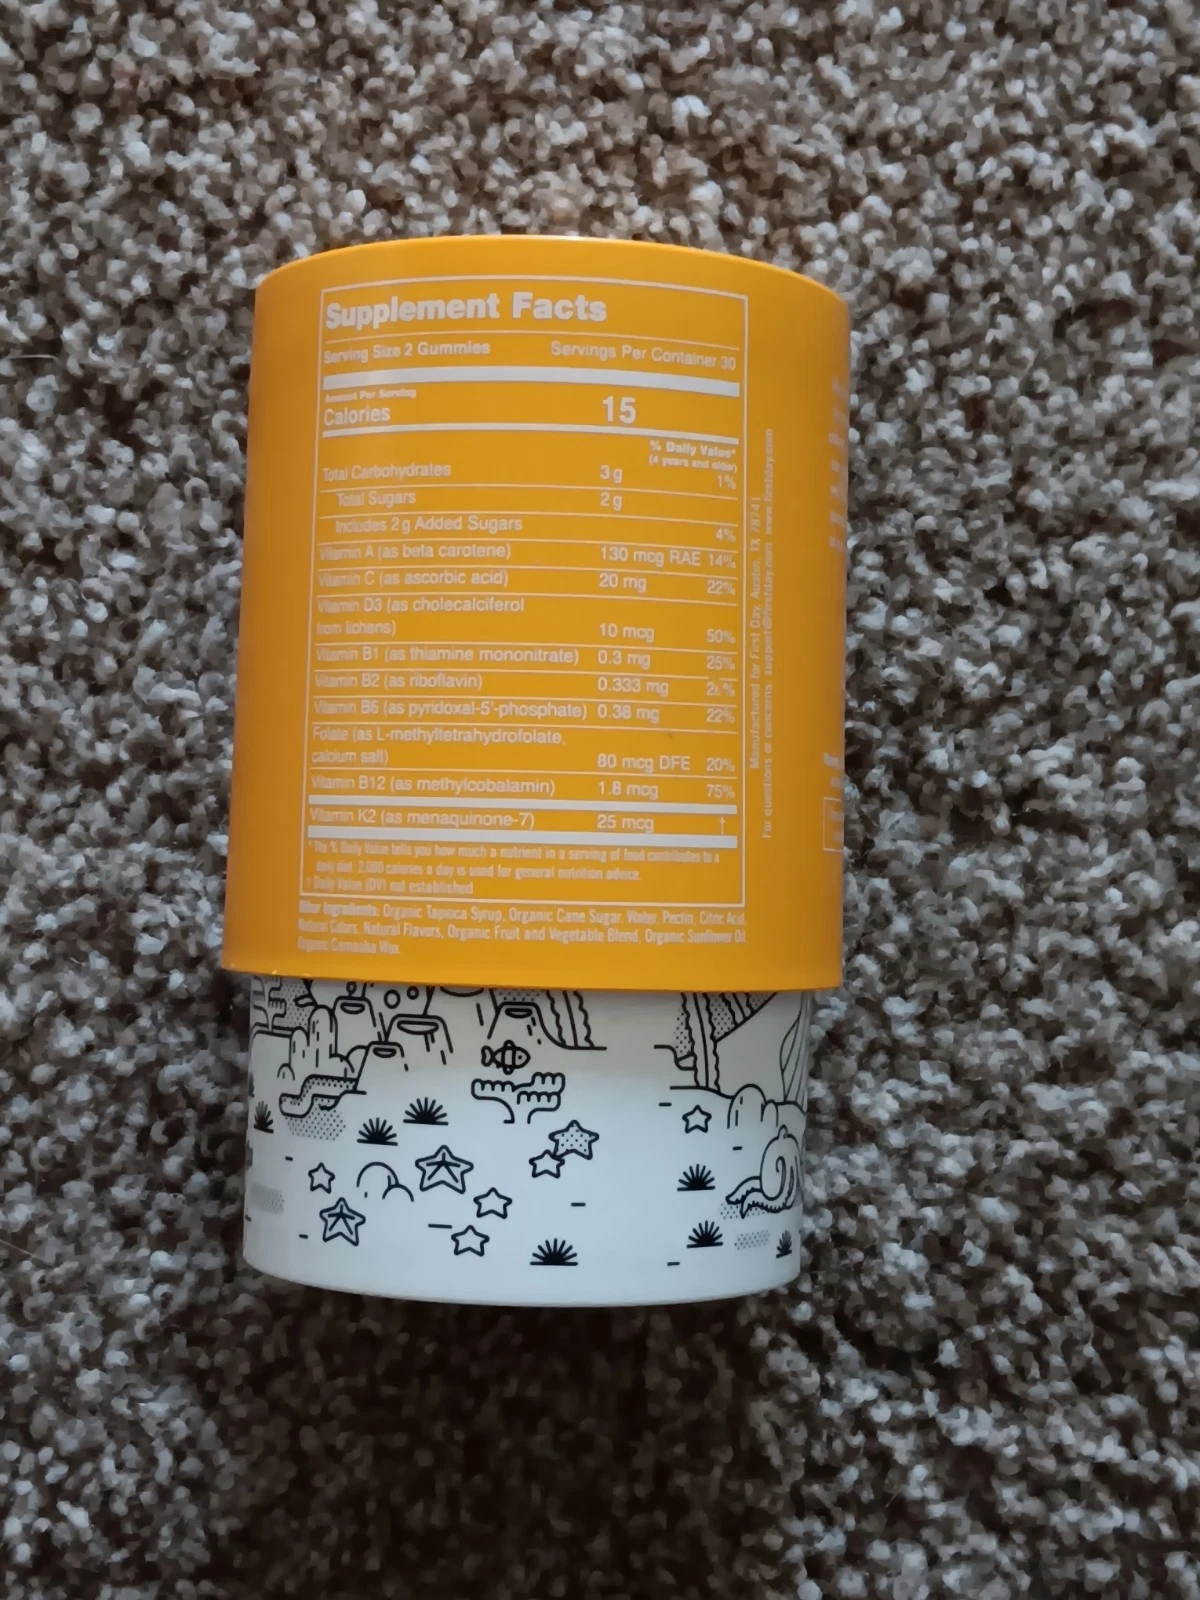 Supplement Facts
Serving Size 2 Gummies Servings Per Container 30
Amount Per Serving
Calories 15
% Daily Value*
(4 years and older)
Total Carbohydrates 3 g 1%
Total Sugars 2 g
Includes 2 g Added Sugars 4%
Vitamin A (as beta carotene) 130 mcg RAE 14%
Vitamin C (as ascorbic acid) 20 mg 22%
Vitamin D3 (as cholecalciferol
from lichens) 10 mcg 50%
Vitamin B1 (as thiamine mononitrate) 0.3 mg 25%
Vitamin B2 (as riboflavin) 0.333 mg
Vitamin B6 (as pyridoxal-5'-phosphate) 0.38 mg 22%
Folate (as L-methyltetrahydrofolate,
calcium salt) 80 mcg DFE 20%
Vitamin B12 (as methylcobalamin) 1.8 mcg 75%
Vitamin K2 (as menaquinone-7) 25 mcg †
* The % Daily Value tells you how much a nutrient in a serving of food contributes to a
daily diet. 2,000 calories a day is used for general nutrition advice.
† Daily Value (DV) not established
Other Ingredients: Organic Tapioca Syrup, Organic Cane Sugar, Water, Pectin, Citric Acid,
Natural Colors, Natural Flavors, Organic Fruit and Vegetable Blend, Organic Sunflower Oil,
Organic Carnauba Wax.
Manufactured for First Day, Austin, TX 78741
For questions or concerns support@firstday.com www.firstday.com